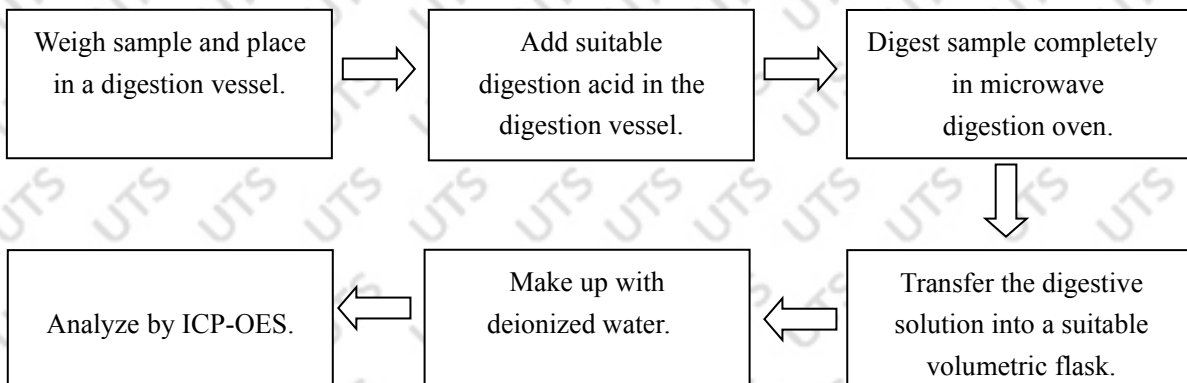 Weigh sample and place
in a digestion vessel.
Add suitable
digestion acid in the
digestion vessel.
Digest sample completely
in microwave
digestion oven.
Transfer the digestive
solution into a suitable
volumetric flask.
Make up with
deionized water.
Analyze by ICP-OES.
UTS UTS UTS UTS UTS UTS UTS UTS UTS UTS UTS